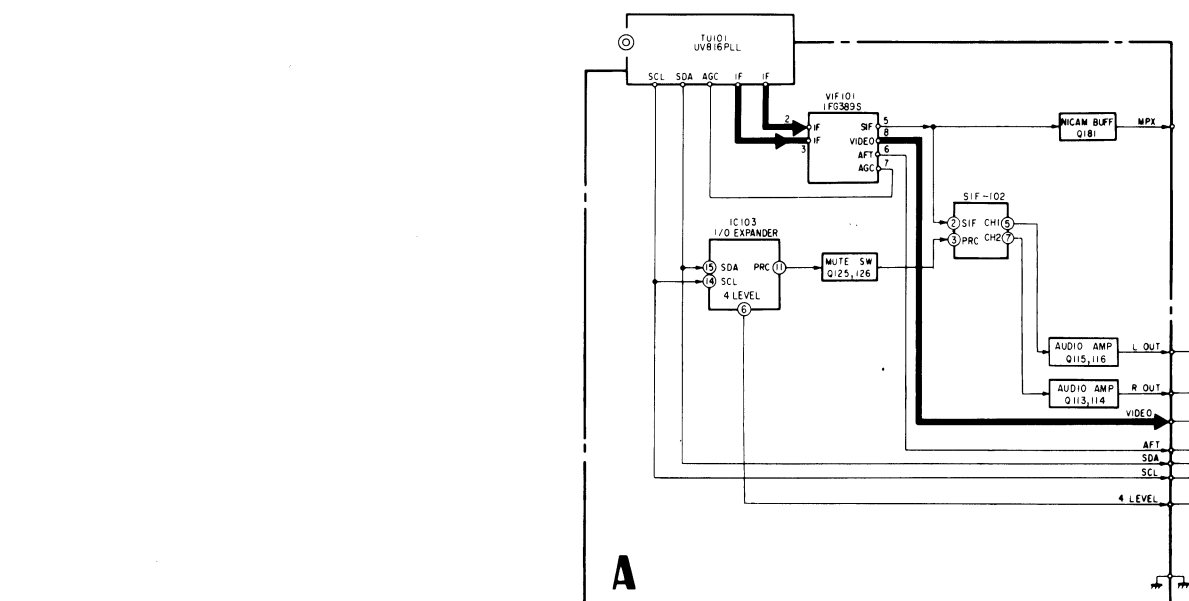 TU101
UV816PLL
SCL SDA AGC IF IF
VIF101
IFG389S
2 IF
3 IF
SIF 5
VIDEO 8
AFT 6
AGC 7
NICAM BUFF
Q181
MPX
SIF-102
2 SIF CH1 5
3 PRC CH2 7
IC103
I/O EXPANDER
15 SDA PRC 11
14 SCL
4 LEVEL
6
MUTE SW
Q125,126
AUDIO AMP
Q115,116
L OUT
AUDIO AMP
Q113,114
R OUT
VIDEO
AFT
SDA
SCL
4 LEVEL
A